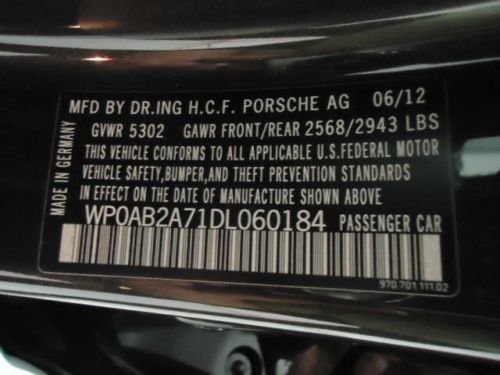 MFD BY DR.ING H.C.F. PORSCHE AG 06/12
GVWR 5302 GAWR FRONT/REAR 2568/2943 LBS
THIS VEHICLE CONFORMS TO ALL APPLICABLE U.S.FEDERAL MOTOR
VEHICLE SAFETY,BUMPER,AND THEFT PREVENTION STANDARDS
IN EFFECT ON THE DATE OF MANUFACTURE SHOWN ABOVE.
WP0AB2A71DL060184 PASSENGER CAR
970.701.111.02
MADE IN GERMANY